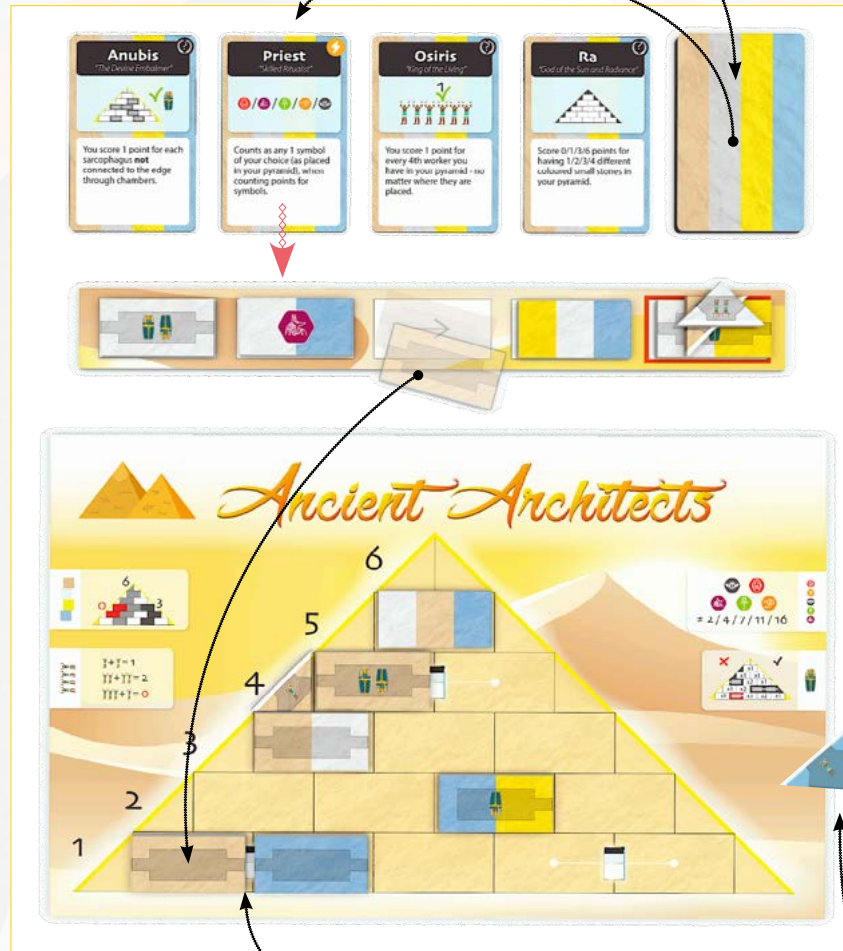 Anubis
"The Devine Embalmer"
You score 1 point for each
sarcophagus not
connected to the edge
through chambers.
Priest
"Skilled Ritualist"
Counts as any 1 symbol
of your choice (as placed
in your pyramid), when
counting points for
symbols.
Osiris
"King of the Living"
1
You score 1 point for
every 4th worker you
have in your pyramid - no
matter where they are
placed.
Ra
"God of the Sun and Radiance"
Score 0/1/3/6 points for
having 1/2/3/4 different
coloured small stones in
your pyramid.
Ancient Architects
6
5
4
3
2
1
6
0
3
=1
=2
=0
≠ 2/4/7/11/16